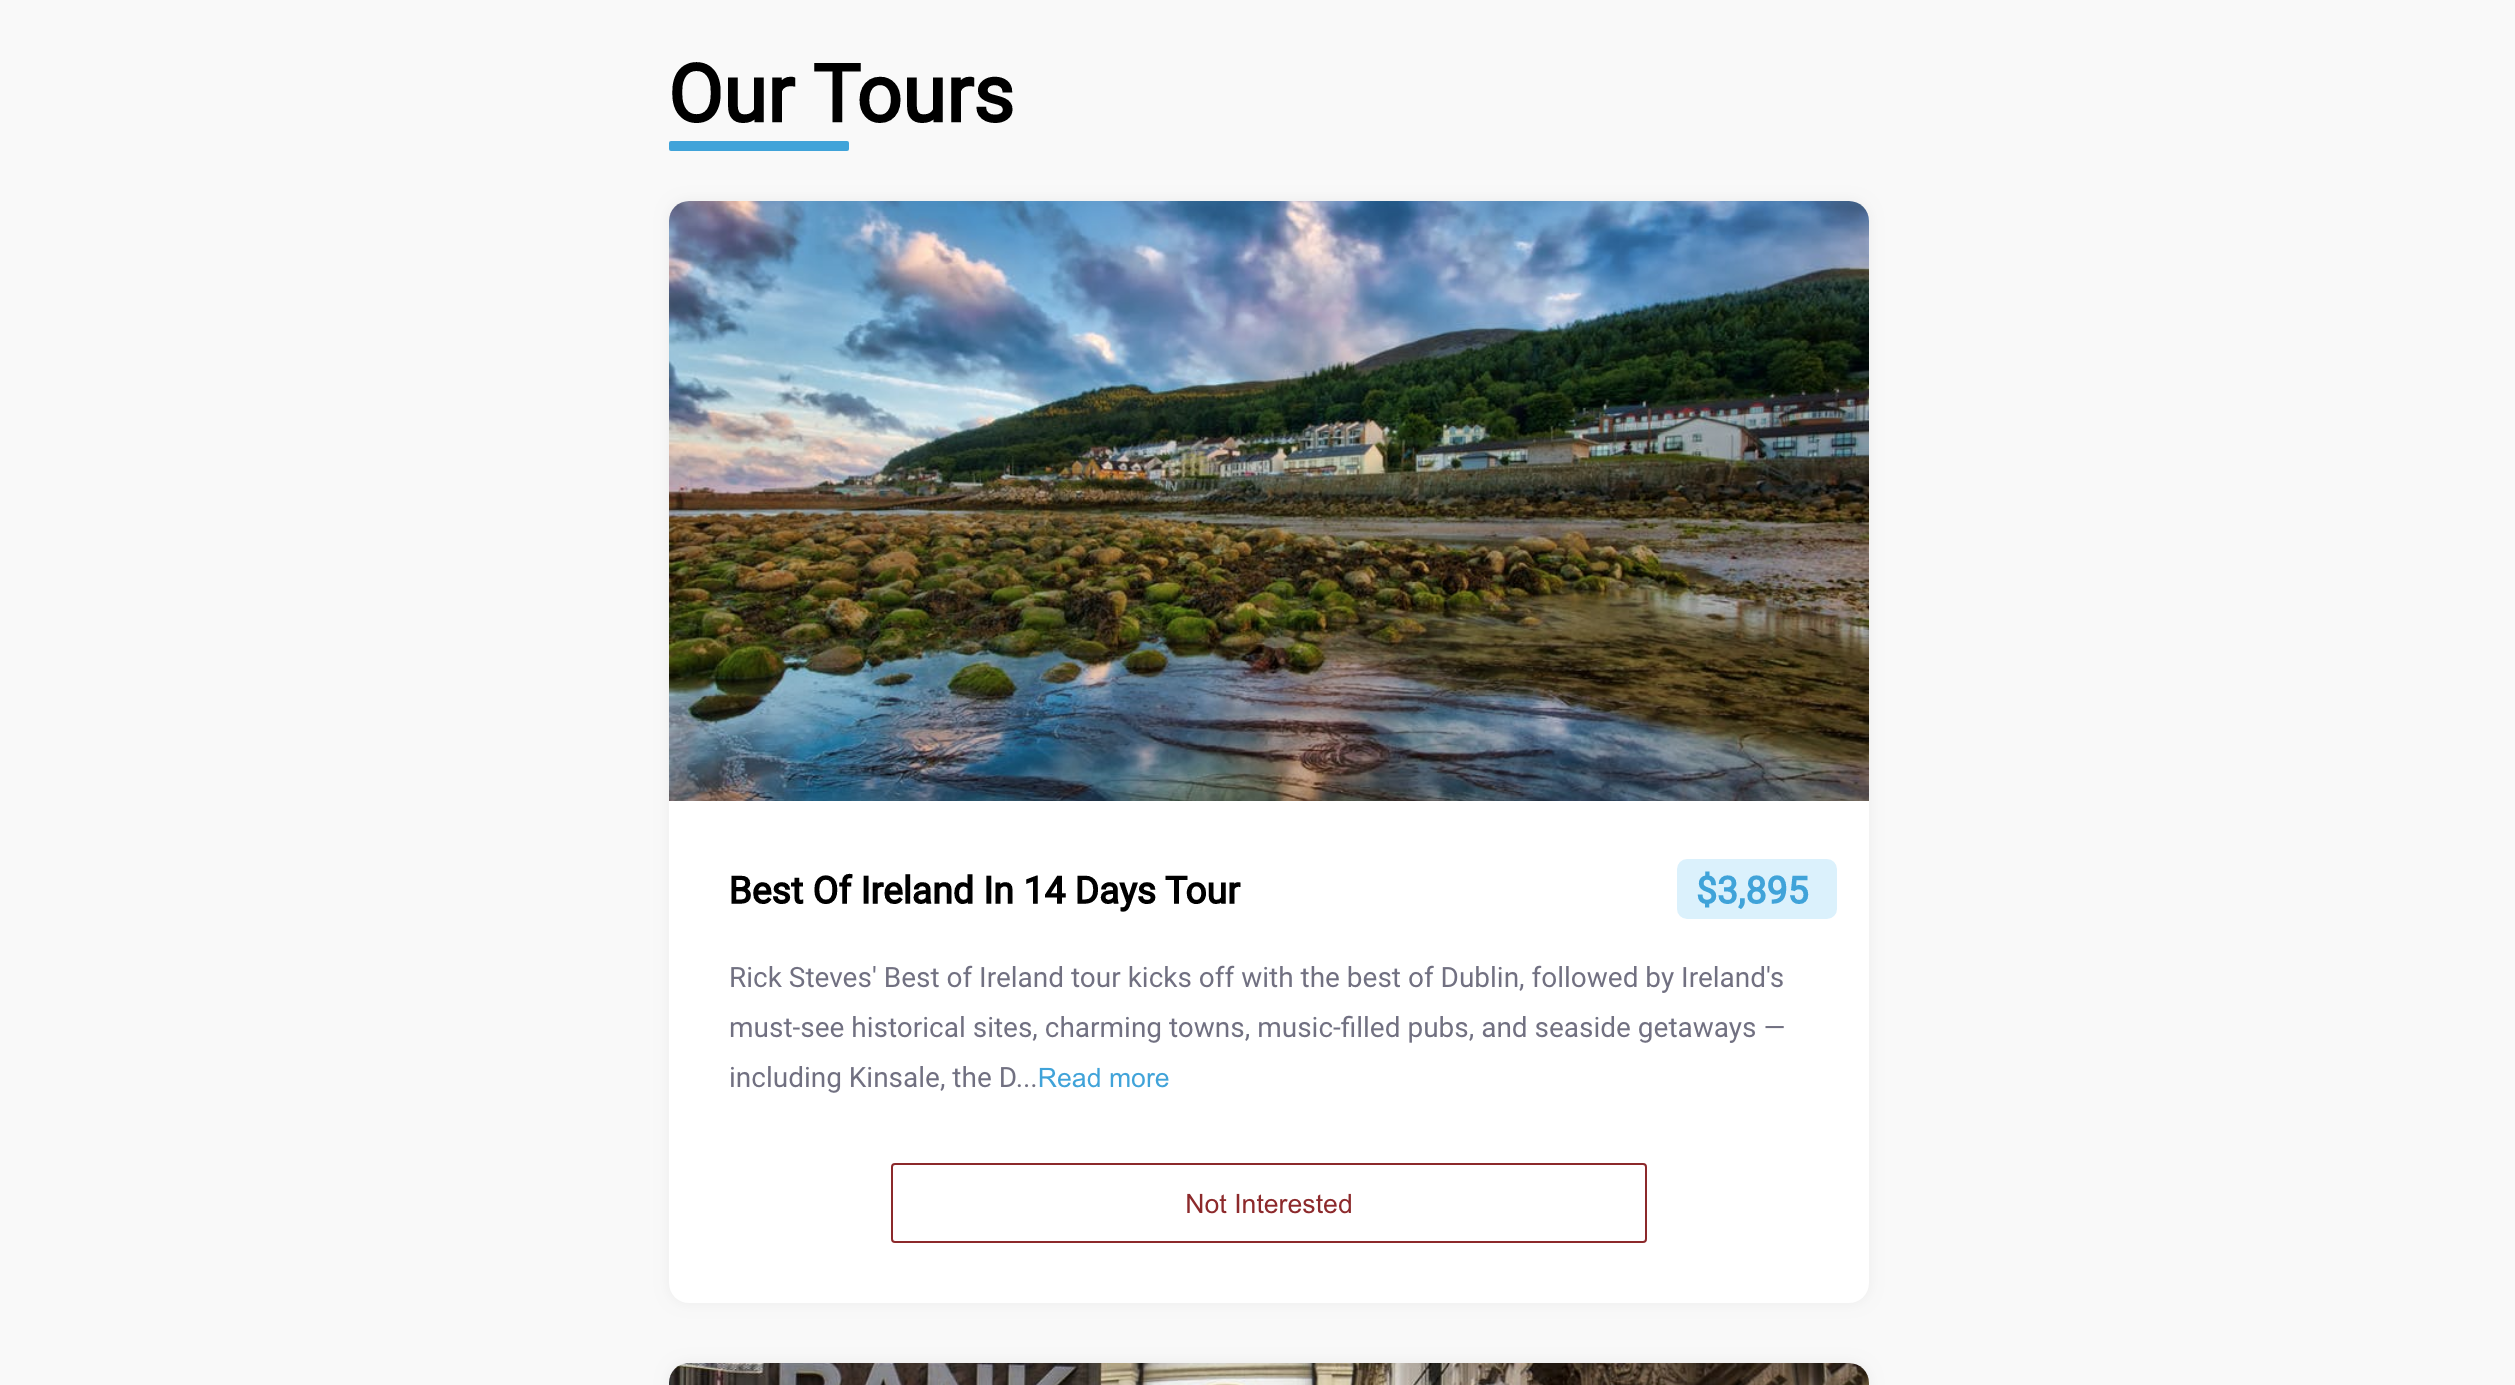 Our Tours
Best Of Ireland In 14 Days Tour
$3,895
Rick Steves' Best of Ireland tour kicks off with the best of Dublin, followed by Ireland's
must-see historical sites, charming towns, music-filled pubs, and seaside getaways —
including Kinsale, the D...Read more
Not Interested
BANK